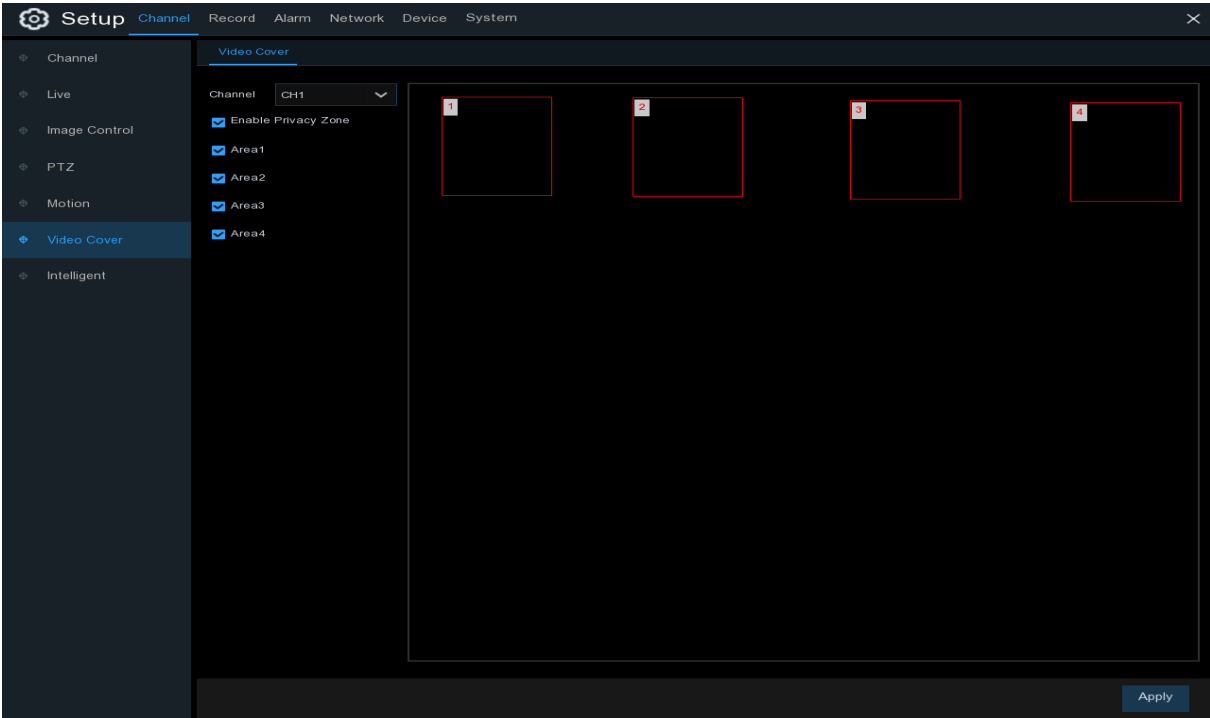 Setup Channel Record Alarm Network Device System
Channel
Live
Image Control
PTZ
Motion
Video Cover
Intelligent
Video Cover
Channel CH1
Enable Privacy Zone
Area1
Area2
Area3
Area4
1 2 3 4
Apply